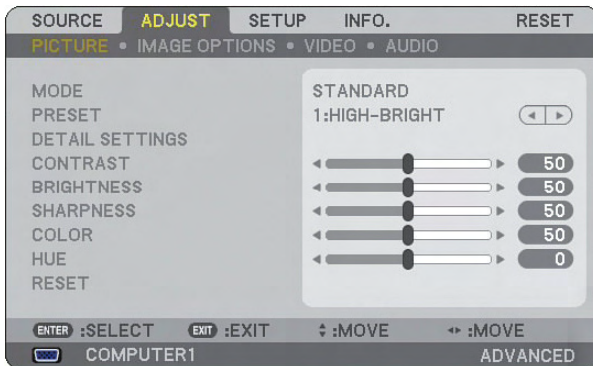 SOURCE ADJUST SETUP INFO. RESET
PICTURE • IMAGE OPTIONS • VIDEO • AUDIO
MODE STANDARD
PRESET 1:HIGH-BRIGHT
DETAIL SETTINGS
CONTRAST 50
BRIGHTNESS 50
SHARPNESS 50
COLOR 50
HUE 0
RESET
ENTER :SELECT EXIT :EXIT :MOVE :MOVE
COMPUTER1 ADVANCED